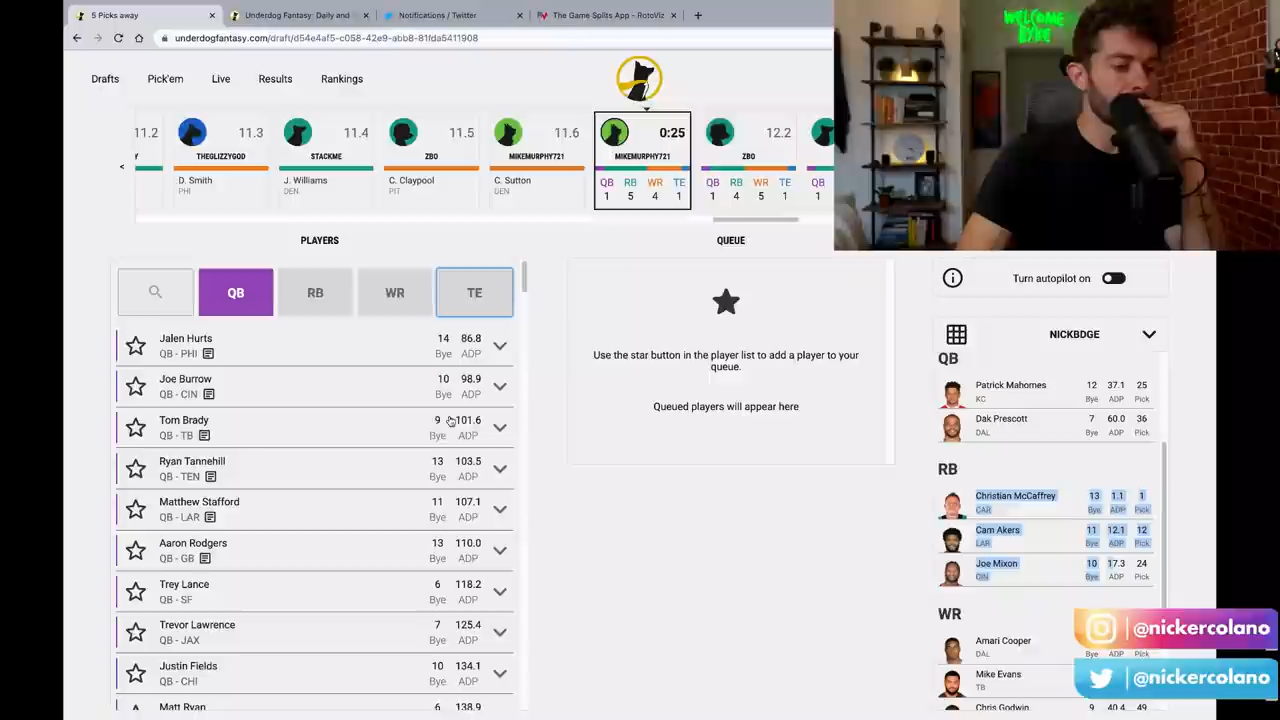 5 Picks away
Underdog Fantasy: Daily and
Notifications / Twitter
The Game Splits App - RotoViz
underdogfantasy.com/draft/d54e4af5-c058-42e9-abb8-81fda5411908
WELCOME
Drafts
Pick'em
Live
Results
Rankings
11.2
11.3
THEGLIZZYGOD
D. Smith
PHI
11.4
STACKME
J. Williams
DEN
11.5
ZBO
C. Claypool
PIT
11.6
MIKEMURPHY721
C. Sutton
DEN
0:25
MIKEMURPHY721
QB RB WR TE
1 5 4 1
12.2
ZBO
QB RB WR TE
1 4 5 1
12.3
QB
1
PLAYERS
QUEUE
QB
RB
WR
TE
Jalen Hurts 14 86.8
QB - PHI Bye ADP
Joe Burrow 10 98.9
QB - CIN Bye ADP
Tom Brady 9 101.6
QB - TB Bye ADP
Ryan Tannehill 13 103.5
QB - TEN Bye ADP
Matthew Stafford 11 107.1
QB - LAR Bye ADP
Aaron Rodgers 7 110.0
QB - GB Bye ADP
Trey Lance 6 118.2
QB - SF Bye ADP
Trevor Lawrence 7 125.4
QB - JAX Bye ADP
Justin Fields 10 134.1
QB - CHI Bye ADP
Matt Ryan 6 138.9
Use the star button in the player list to add a player to your
queue.
Queued players will appear here
Turn autopilot on
NICKBDGE
QB
Patrick Mahomes 12 37.1 25
KC Bye ADP Pick
Dak Prescott 7 60.0 36
DAL Bye ADP Pick
RB
Christian McCaffrey 13 1.1 1
CAR Bye ADP Pick
Cam Akers 11 12.1 12
LAR Bye ADP Pick
Joe Mixon 10 17.3 24
CIN Bye ADP Pick
WR
Amari Cooper
DAL
Mike Evans
TB
Chris Godwin 9 40.4 49
@nickercolano
@nickercolano